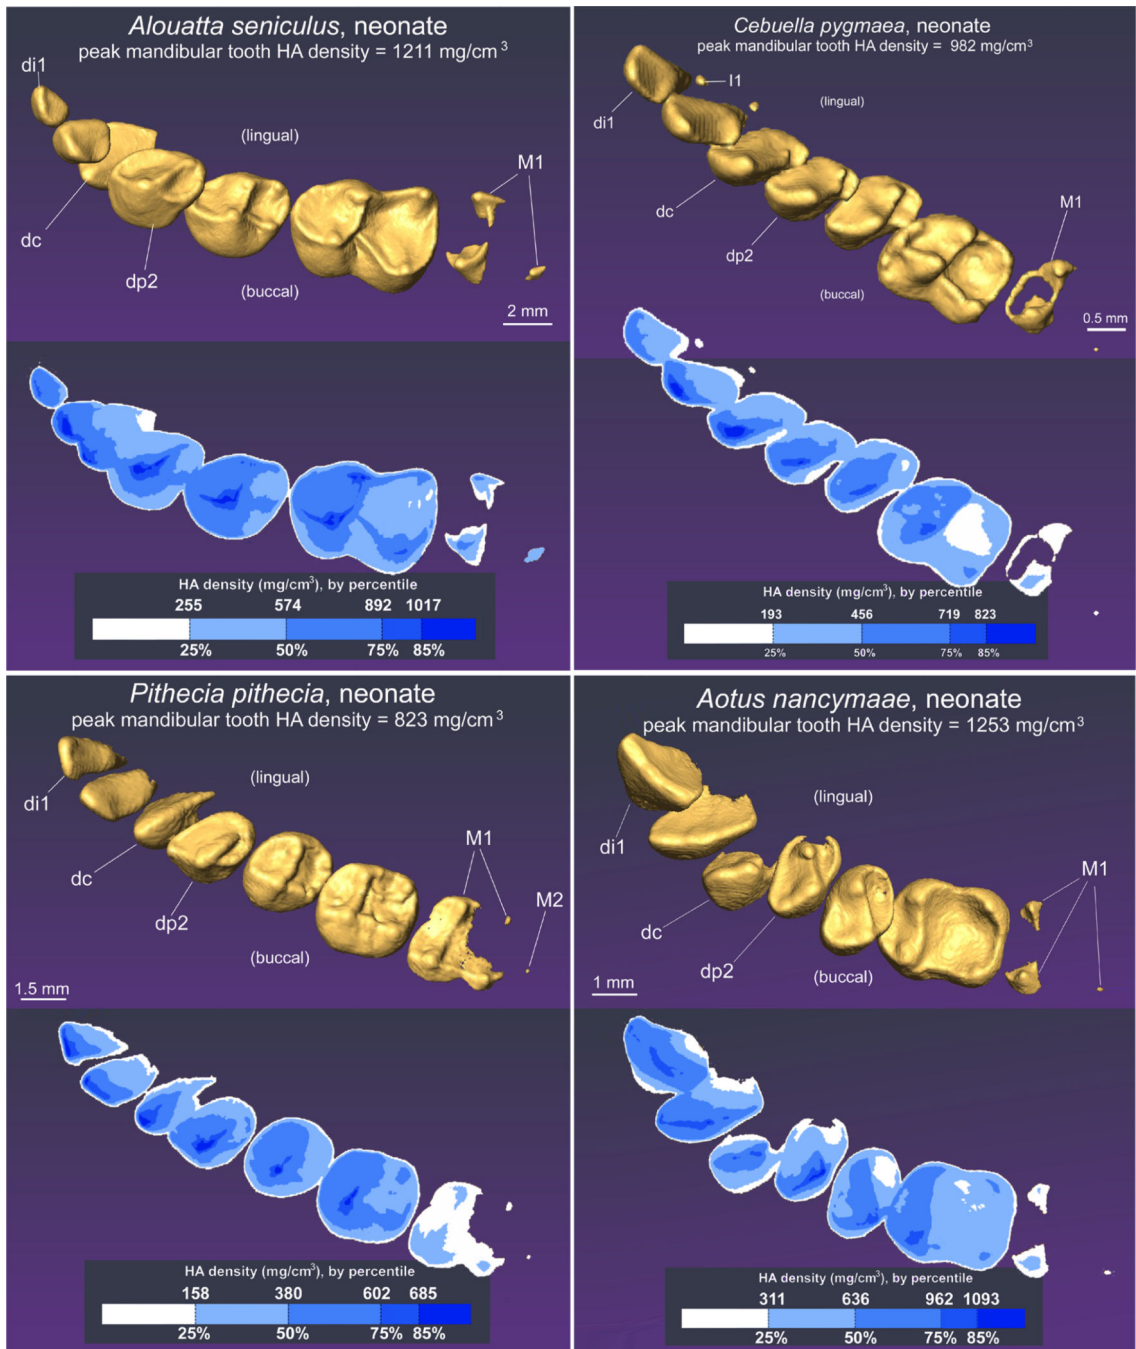 Alouatta seniculus, neonate
peak mandibular tooth HA density = 1211 mg/cm³
di1
(lingual)
M1
dc
dp2
(buccal)
2 mm
HA density (mg/cm³), by percentile
255 574 892 1017
25% 50% 75% 85%
Cebuella pygmaea, neonate
peak mandibular tooth HA density = 982 mg/cm³
I1
di1
(lingual)
M1
dc
dp2
(buccal)
0.5 mm
HA density (mg/cm³), by percentile
193 456 719 823
25% 50% 75% 85%
Pithecia pithecia, neonate
peak mandibular tooth HA density = 823 mg/cm³
(lingual)
di1
M1
dc
M2
dp2
(buccal)
1.5 mm
HA density (mg/cm³), by percentile
158 380 602 685
25% 50% 75% 85%
Aotus nancymaae, neonate
peak mandibular tooth HA density = 1253 mg/cm³
(lingual)
di1
M1
dc
dp2
(buccal)
1 mm
HA density (mg/cm³), by percentile
311 636 962 1093
25% 50% 75% 85%